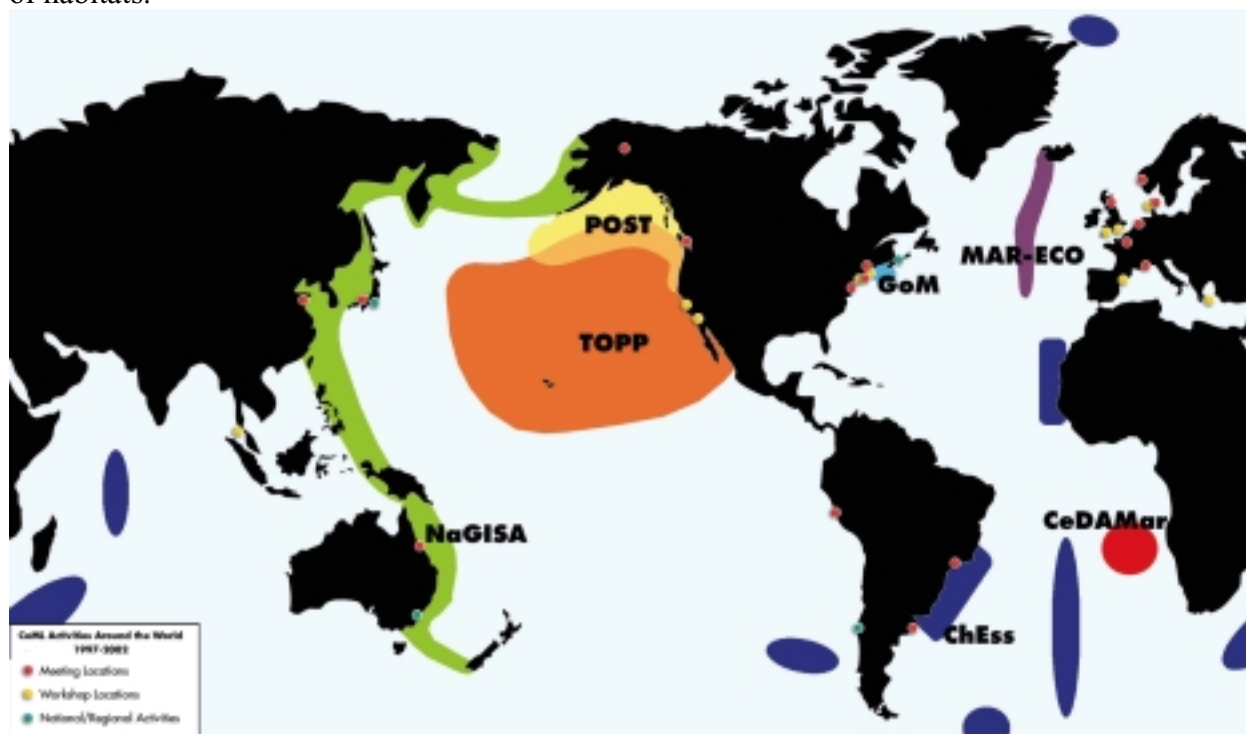 of habitats.
POST
MAR-ECO
GoM
TOPP
CeDAMar
NaGISA
ChEss
CoML Activities Around the World
1997-2002
Meeting Locations
Workshop Locations
National/Regional Activities